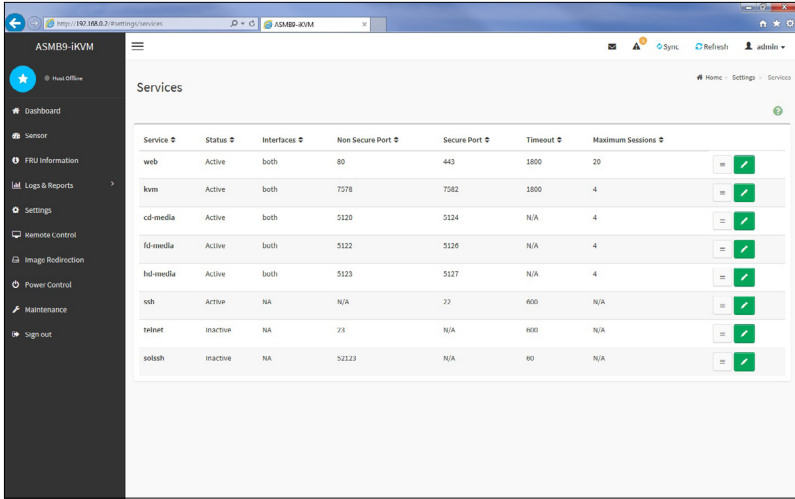 http://192.168.0.2/#settings/services
ASMB9-iKVM
ASMB9-iKVM
Sync
Refresh
admin
Host Offline
Services
Home - Settings - Services
Dashboard
Sensor
FRU Information
Logs & Reports
Settings
Remote Control
Image Redirection
Power Control
Maintenance
Sign out
Service Status Interfaces Non Secure Port Secure Port Timeout Maximum Sessions
web Active both 80 443 1800 20
kvm Active both 7578 7582 1800 4
cd-media Active both 5120 5124 N/A 4
fd-media Active both 5122 5126 N/A 4
hd-media Active both 5123 5127 N/A 4
ssh Active NA N/A 22 600 N/A
telnet Inactive NA 23 N/A 600 N/A
solssh Inactive NA 52123 N/A 60 N/A